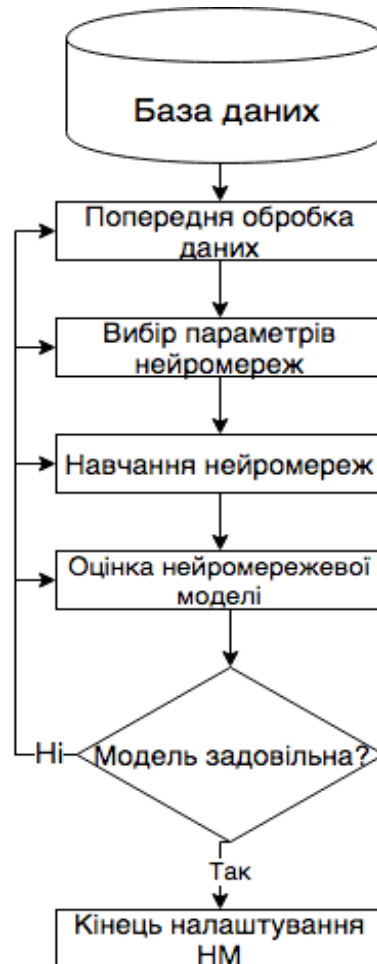 База даних
Попередня обробка
даних
Вибір параметрів
нейромереж
Навчання нейромереж
Оцінка нейромережевої
моделі
Ні
Модель задовільна?
Так
Кінець налаштування
НМ